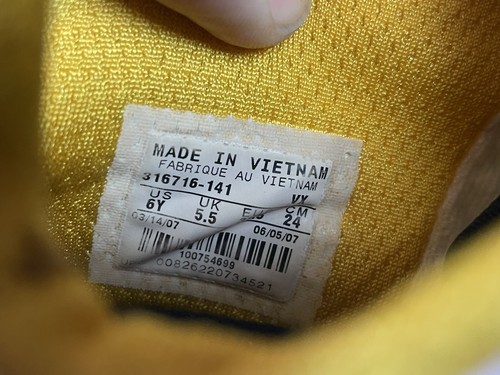 MADE IN VIETNAM
FABRIQUE AU VIETNAM
316716-141 VY
US UK CM
6Y 5.5 24
03/14/07 06/05/07
100754699
00826220734521